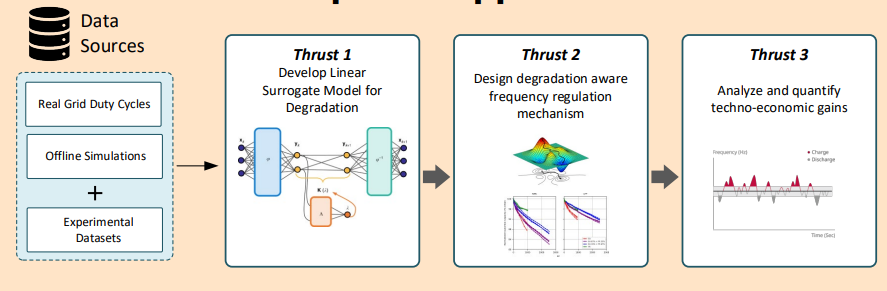 Data
Sources
Real Grid Duty Cycles
Offline Simulations
+
Experimental
Datasets
Thrust 1
Develop Linear
Surrogate Model for
Degradation
Thrust 2
Design degradation aware
frequency regulation
mechanism
Thrust 3
Analyze and quantify
techno-economic gains
Frequency (Hz)
Charge
Discharge
Time (Sec)